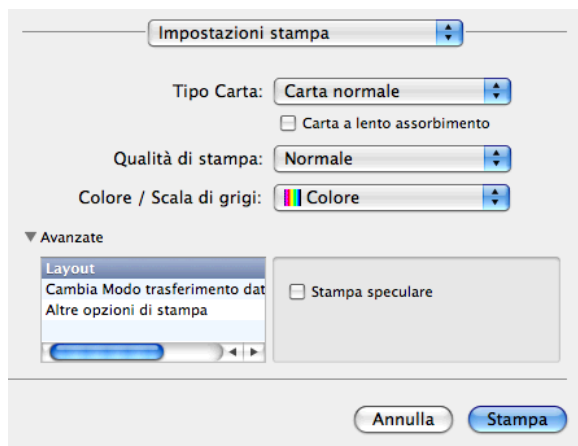 Impostazioni stampa
Tipo Carta: Carta normale
Carta a lento assorbimento
Qualità di stampa: Normale
Colore / Scala di grigi: Colore
Avanzate
Layout
Cambia Modo trasferimento dat
Altre opzioni di stampa
Stampa speculare
Annulla Stampa